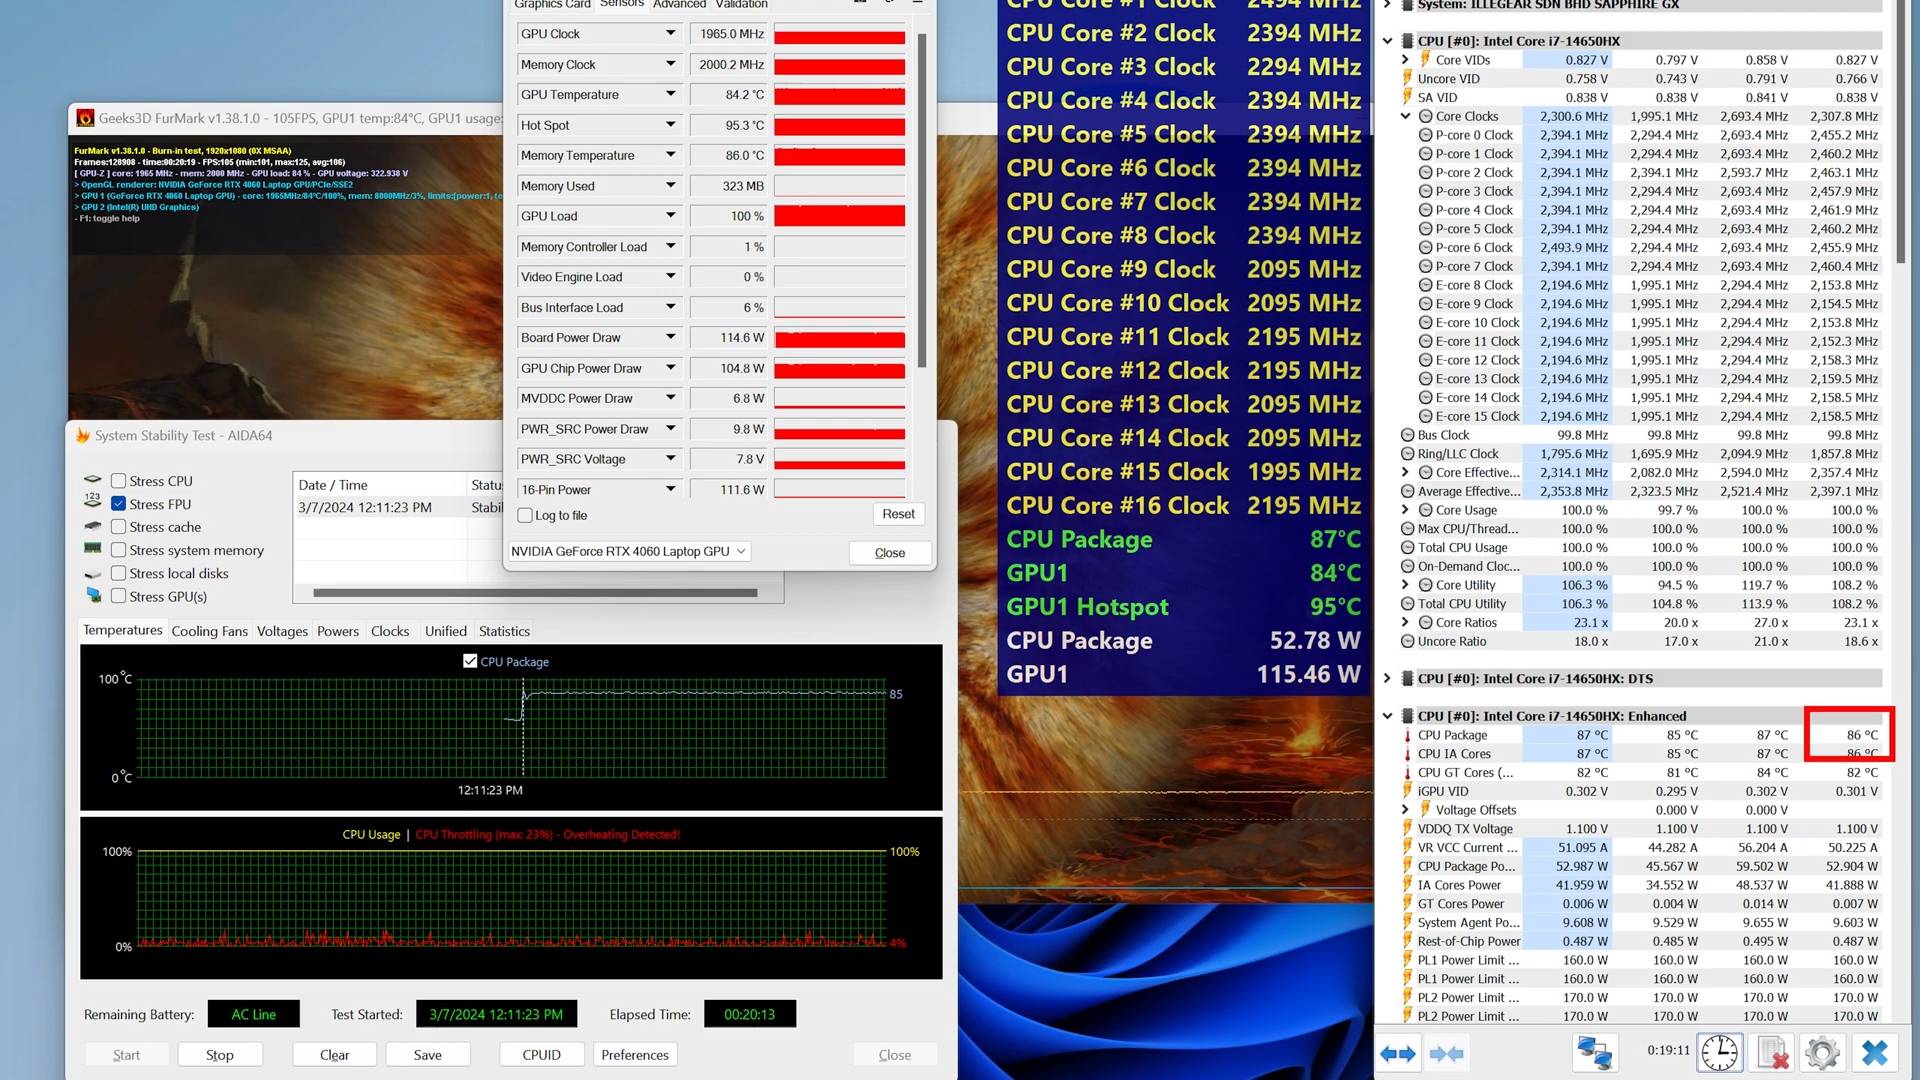 Graphics Card Sensors Advanced Validation
GPU Clock 1965.0 MHz
Memory Clock 2000.2 MHz
GPU Temperature 84.2 °C
Hot Spot 95.3 °C
Memory Temperature 86.0 °C
Memory Used 323 MB
GPU Load 100 %
Memory Controller Load 1 %
Video Engine Load 0 %
Bus Interface Load 6 %
Board Power Draw 114.6 W
GPU Chip Power Draw 104.8 W
MVDDC Power Draw 6.8 W
PWR_SRC Power Draw 9.8 W
PWR_SRC Voltage 7.8 V
16-Pin Power 111.6 W
Log to file Reset
NVIDIA GeForce RTX 4060 Laptop GPU Close
Geeks3D FurMark v1.38.1.0 - 105FPS, GPU1 temp:84°C, GPU1 usage:
FurMark v1.38.1.0 - Burn-in test, 1920x1080 (0X MSAA)
Frames:128908 - time:00:20:19 - FPS:105 (min:101, max:125, avg:106)
[ GPU-Z ] core: 1965 MHz - mem: 2000 MHz - GPU load: 84 % - GPU voltage: 322.938 V
> OpenGL renderer: NVIDIA GeForce RTX 4060 Laptop GPU/PCIe/SSE2
> GPU 1 (GeForce RTX 4060 Laptop GPU) - core: 1965MHz/84°C/100%, mem: 8000MHz/3%, limits:[power:1, te
> GPU 2 (Intel(R) UHD Graphics)
- F1: toggle help
System Stability Test - AIDA64
Stress CPU
Stress FPU
Stress cache
Stress system memory
Stress local disks
Stress GPU(s)
Date / Time Statu
3/7/2024 12:11:23 PM Stabil
Temperatures Cooling Fans Voltages Powers Clocks Unified Statistics
CPU Package
100 °C
85
0 °C
12:11:23 PM
CPU Usage | CPU Throttling (max: 23%) - Overheating Detected!
100% 100%
0% 4%
Remaining Battery: AC Line Test Started: 3/7/2024 12:11:23 PM Elapsed Time: 00:20:13
Start Stop Clear Save CPUID Preferences Close
CPU Core #1 Clock 2494 MHz
CPU Core #2 Clock 2394 MHz
CPU Core #3 Clock 2294 MHz
CPU Core #4 Clock 2394 MHz
CPU Core #5 Clock 2394 MHz
CPU Core #6 Clock 2394 MHz
CPU Core #7 Clock 2394 MHz
CPU Core #8 Clock 2394 MHz
CPU Core #9 Clock 2095 MHz
CPU Core #10 Clock 2095 MHz
CPU Core #11 Clock 2195 MHz
CPU Core #12 Clock 2195 MHz
CPU Core #13 Clock 2095 MHz
CPU Core #14 Clock 2095 MHz
CPU Core #15 Clock 1995 MHz
CPU Core #16 Clock 2195 MHz
CPU Package 87°C
GPU1 84°C
GPU1 Hotspot 95°C
CPU Package 52.78 W
GPU1 115.46 W
System: ILLEGEAR SDN BHD SAPPHIRE GX
CPU [#0]: Intel Core i7-14650HX
Core VIDs 0.827 V 0.797 V 0.858 V 0.827 V
Uncore VID 0.758 V 0.743 V 0.791 V 0.766 V
SA VID 0.838 V 0.838 V 0.841 V 0.838 V
Core Clocks 2,300.6 MHz 1,995.1 MHz 2,693.4 MHz 2,307.8 MHz
P-core 0 Clock 2,394.1 MHz 2,294.4 MHz 2,693.4 MHz 2,455.2 MHz
P-core 1 Clock 2,394.1 MHz 2,294.4 MHz 2,693.4 MHz 2,460.2 MHz
P-core 2 Clock 2,394.1 MHz 2,294.4 MHz 2,593.7 MHz 2,463.1 MHz
P-core 3 Clock 2,394.1 MHz 2,294.4 MHz 2,693.4 MHz 2,457.9 MHz
P-core 4 Clock 2,394.1 MHz 2,294.4 MHz 2,693.4 MHz 2,461.9 MHz
P-core 5 Clock 2,394.1 MHz 2,294.4 MHz 2,693.4 MHz 2,460.2 MHz
P-core 6 Clock 2,493.9 MHz 2,294.4 MHz 2,693.4 MHz 2,455.9 MHz
P-core 7 Clock 2,394.1 MHz 2,294.4 MHz 2,693.4 MHz 2,460.4 MHz
E-core 8 Clock 2,194.6 MHz 1,995.1 MHz 2,294.4 MHz 2,153.8 MHz
E-core 9 Clock 2,194.6 MHz 1,995.1 MHz 2,294.4 MHz 2,154.5 MHz
E-core 10 Clock 2,194.6 MHz 1,995.1 MHz 2,294.4 MHz 2,153.8 MHz
E-core 11 Clock 2,194.6 MHz 1,995.1 MHz 2,294.4 MHz 2,152.3 MHz
E-core 12 Clock 2,194.6 MHz 1,995.1 MHz 2,294.4 MHz 2,158.3 MHz
E-core 13 Clock 2,194.6 MHz 1,995.1 MHz 2,294.4 MHz 2,159.5 MHz
E-core 14 Clock 2,194.6 MHz 1,995.1 MHz 2,294.4 MHz 2,158.5 MHz
E-core 15 Clock 2,194.6 MHz 1,995.1 MHz 2,294.4 MHz 2,158.5 MHz
Bus Clock 99.8 MHz 99.8 MHz 99.8 MHz 99.8 MHz
Ring/LLC Clock 1,795.6 MHz 1,695.9 MHz 2,094.9 MHz 1,857.8 MHz
Core Effective... 2,314.1 MHz 2,082.0 MHz 2,594.0 MHz 2,357.4 MHz
Average Effective... 2,353.8 MHz 2,323.5 MHz 2,521.4 MHz 2,397.1 MHz
Core Usage 100.0 % 99.7 % 100.0 % 100.0 %
Max CPU/Thread... 100.0 % 100.0 % 100.0 % 100.0 %
Total CPU Usage 100.0 % 100.0 % 100.0 % 100.0 %
On-Demand Cloc... 100.0 % 100.0 % 100.0 % 100.0 %
Core Utility 106.3 % 94.5 % 119.7 % 108.2 %
Total CPU Utility 106.3 % 104.8 % 113.9 % 108.2 %
Core Ratios 23.1 x 20.0 x 27.0 x 23.1 x
Uncore Ratio 18.0 x 17.0 x 21.0 x 18.6 x
CPU [#0]: Intel Core i7-14650HX: DTS
CPU [#0]: Intel Core i7-14650HX: Enhanced
CPU Package 87 °C 85 °C 87 °C 86 °C
CPU IA Cores 87 °C 85 °C 87 °C 86 °C
CPU GT Cores (... 82 °C 81 °C 84 °C 82 °C
iGPU VID 0.302 V 0.295 V 0.302 V 0.301 V
Voltage Offsets 0.000 V 0.000 V
VDDQ TX Voltage 1.100 V 1.100 V 1.100 V 1.100 V
VR VCC Current ... 51.095 A 44.282 A 56.204 A 50.225 A
CPU Package Po... 52.987 W 45.567 W 59.502 W 52.904 W
IA Cores Power 41.959 W 34.552 W 48.537 W 41.888 W
GT Cores Power 0.006 W 0.004 W 0.014 W 0.007 W
System Agent Po... 9.608 W 9.529 W 9.655 W 9.603 W
Rest-of-Chip Power 0.487 W 0.485 W 0.495 W 0.487 W
PL1 Power Limit ... 160.0 W 160.0 W 160.0 W 160.0 W
PL1 Power Limit ... 160.0 W 160.0 W 160.0 W 160.0 W
PL2 Power Limit ... 170.0 W 170.0 W 170.0 W 170.0 W
PL2 Power Limit ... 170.0 W 170.0 W 170.0 W 170.0 W
0:19:11